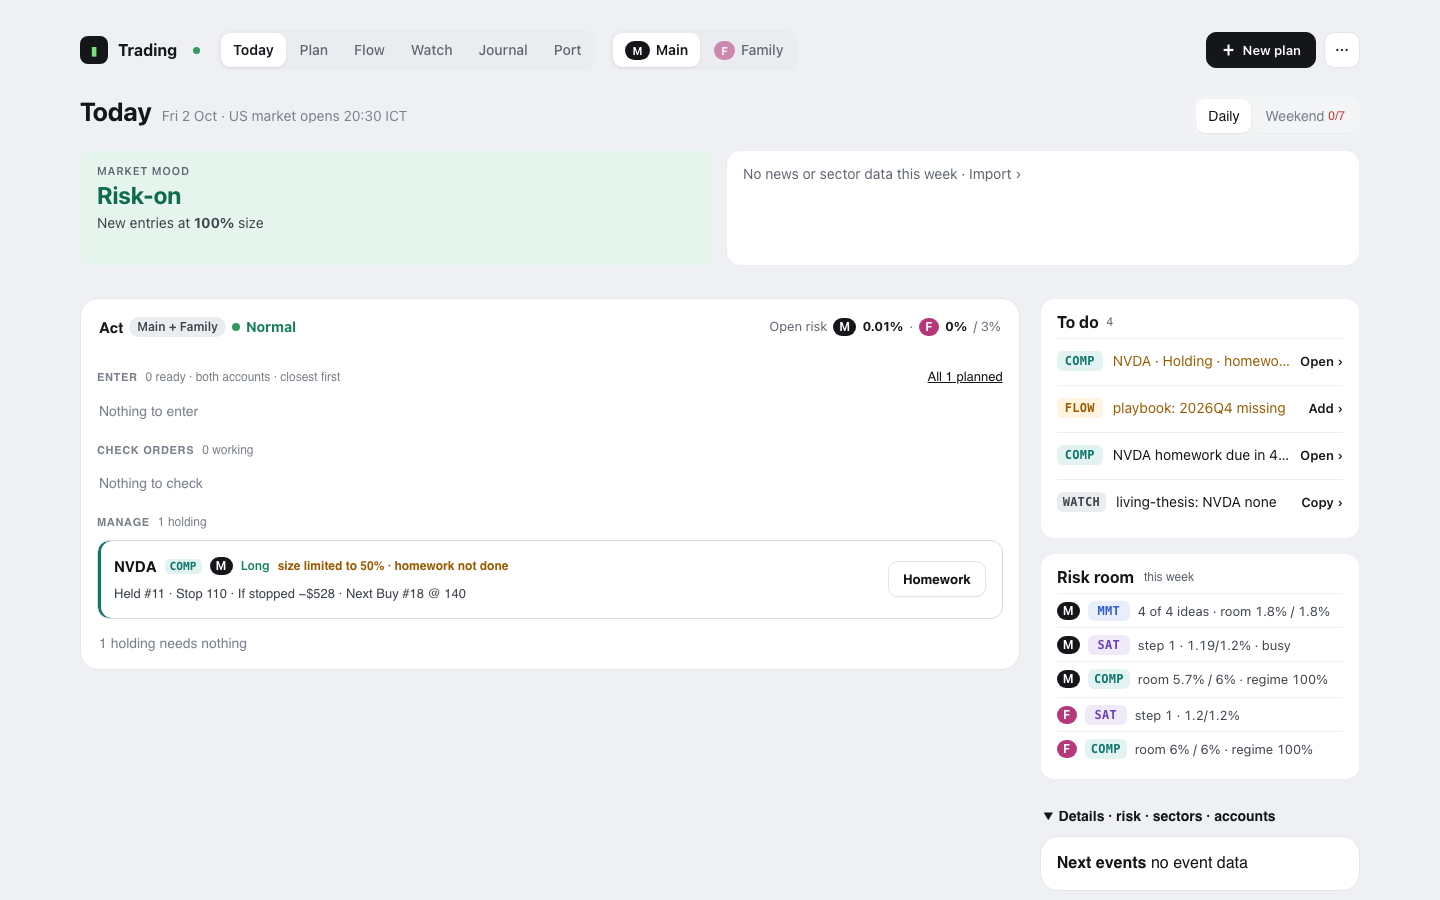 Trading
Today Plan Flow Watch Journal Port
M Main F Family
+ New plan
···
Today Fri 2 Oct · US market opens 20:30 ICT
Daily Weekend 0/7
MARKET MOOD
Risk-on
New entries at 100% size
No news or sector data this week · Import ›
Act Main + Family Normal
Open risk M 0.01% · F 0% / 3%
ENTER 0 ready · both accounts · closest first
All 1 planned
Nothing to enter
CHECK ORDERS 0 working
Nothing to check
MANAGE 1 holding
NVDA COMP M Long size limited to 50% · homework not done
Held #11 · Stop 110 · If stopped −$528 · Next Buy #18 @ 140
Homework
1 holding needs nothing
To do 4
COMP NVDA · Holding · homewo... Open ›
FLOW playbook: 2026Q4 missing Add ›
COMP NVDA homework due in 4... Open ›
WATCH living-thesis: NVDA none Copy ›
Risk room this week
M MMT 4 of 4 ideas · room 1.8% / 1.8%
M SAT step 1 · 1.19/1.2% · busy
M COMP room 5.7% / 6% · regime 100%
F SAT step 1 · 1.2/1.2%
F COMP room 6% / 6% · regime 100%
▼ Details · risk · sectors · accounts
Next events no event data